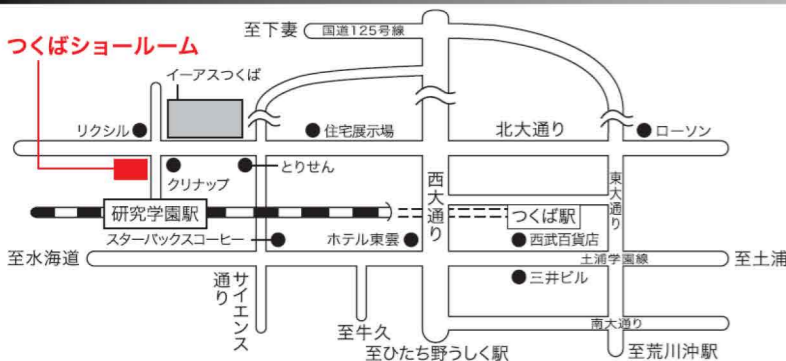 至下妻
国道125号線
つくばショールーム
イーアスつくば
リクシル
住宅展示場
北大通り
ローソン
クリナップ
とりせん
西大通り
東大通り
研究学園駅
つくば駅
スターバックスコーヒー
ホテル東雲
西武百貨店
至水海道
土浦学園線
至土浦
サイエンス
通り
三井ビル
至牛久
南大通り
至ひたち野うしく駅
至荒川沖駅